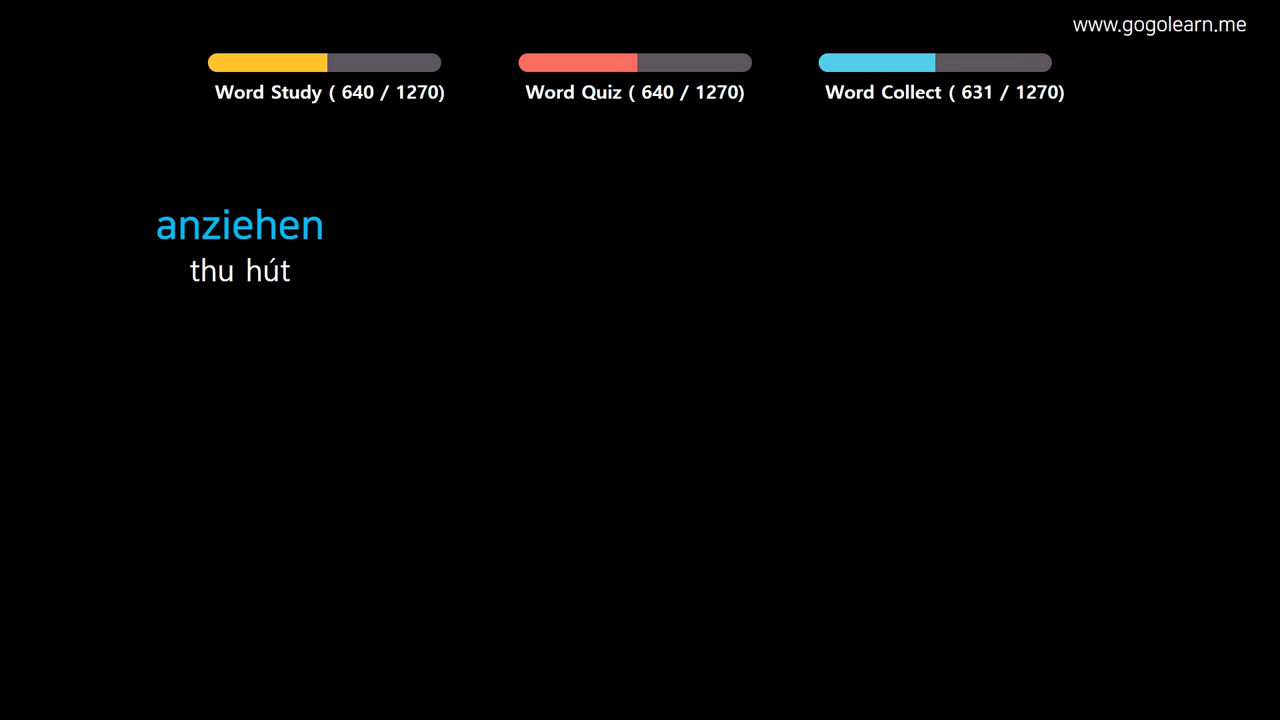 www.gogolearn.me
Word Study ( 640 / 1270)
Word Quiz ( 640 / 1270)
Word Collect ( 631 / 1270)
anziehen
thu hút